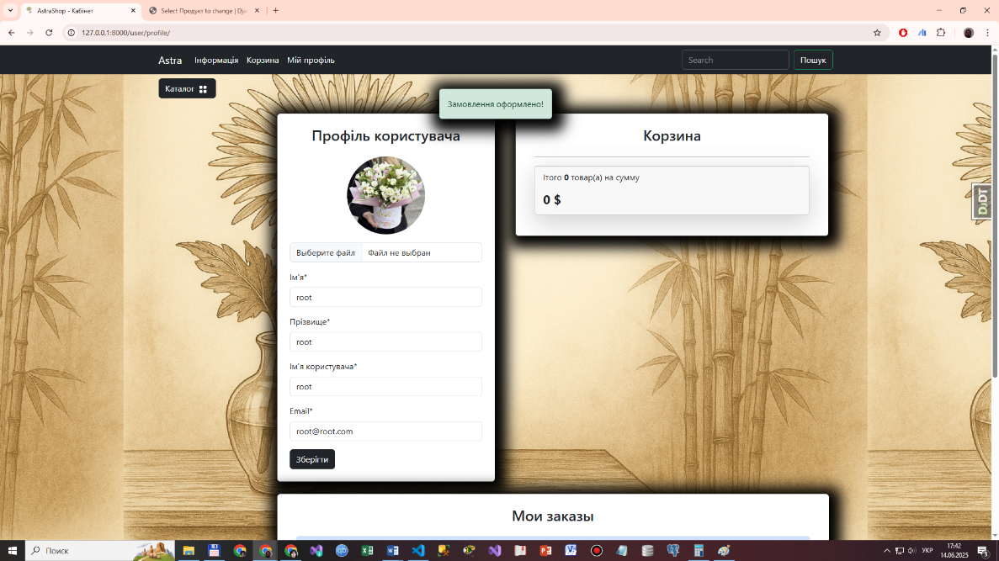 AstraShop - Кабінет
Select Продукт to change | Dja
127.0.0.1:8000/user/profile/
Astra
Інформація
Корзина
Мій профіль
Search
Пошук
Каталог
Замовлення оформлено!
Профіль користувача
Выберите файл
Файл не выбран
Ім'я*
root
Прізвище*
root
Ім'я користувача*
root
Email*
root@root.com
Зберігти
Корзина
Ітого 0 товар(а) на сумму
0 $
DJDT
Мои заказы
Поиск
УКР
17:42
14.06.2025
3